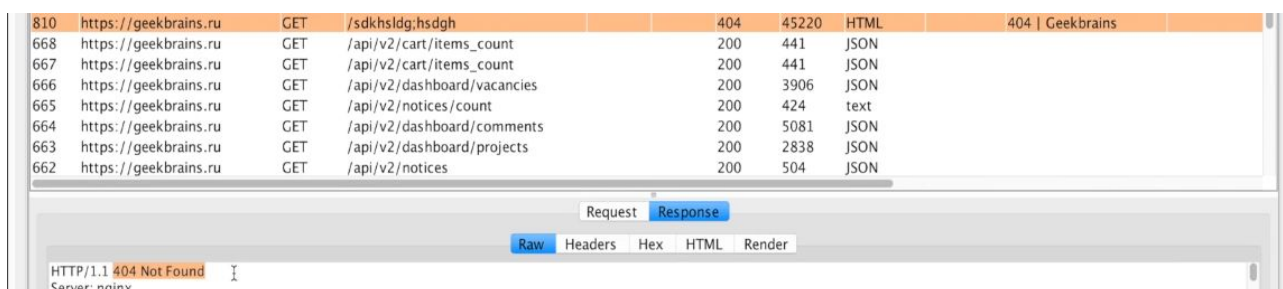 810 https://geekbrains.ru GET /sdkhsldg;hsdgh 404 45220 HTML 404 | Geekbrains
668 https://geekbrains.ru GET /api/v2/cart/items_count 200 441 JSON
667 https://geekbrains.ru GET /api/v2/cart/items_count 200 441 JSON
666 https://geekbrains.ru GET /api/v2/dashboard/vacancies 200 3906 JSON
665 https://geekbrains.ru GET /api/v2/notices/count 200 424 text
664 https://geekbrains.ru GET /api/v2/dashboard/comments 200 5081 JSON
663 https://geekbrains.ru GET /api/v2/dashboard/projects 200 2838 JSON
662 https://geekbrains.ru GET /api/v2/notices 200 504 JSON
Request Response
Raw Headers Hex HTML Render
HTTP/1.1 404 Not Found
Server: nginx